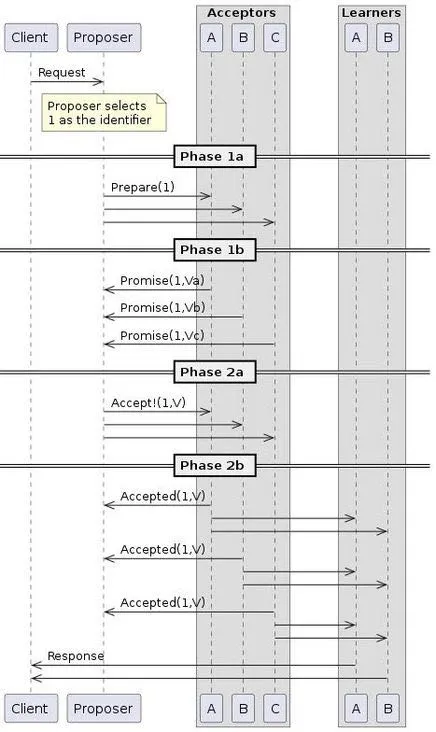 Acceptors
Learners
Client
Proposer
A
B
C
A
B
Request
Proposer selects
1 as the identifier
Phase 1a
Prepare(1)
Phase 1b
Promise(1,Va)
Promise(1,Vb)
Promise(1,Vc)
Phase 2a
Accept!(1,V)
Phase 2b
Accepted(1,V)
Accepted(1,V)
Accepted(1,V)
Response
Client
Proposer
A
B
C
A
B